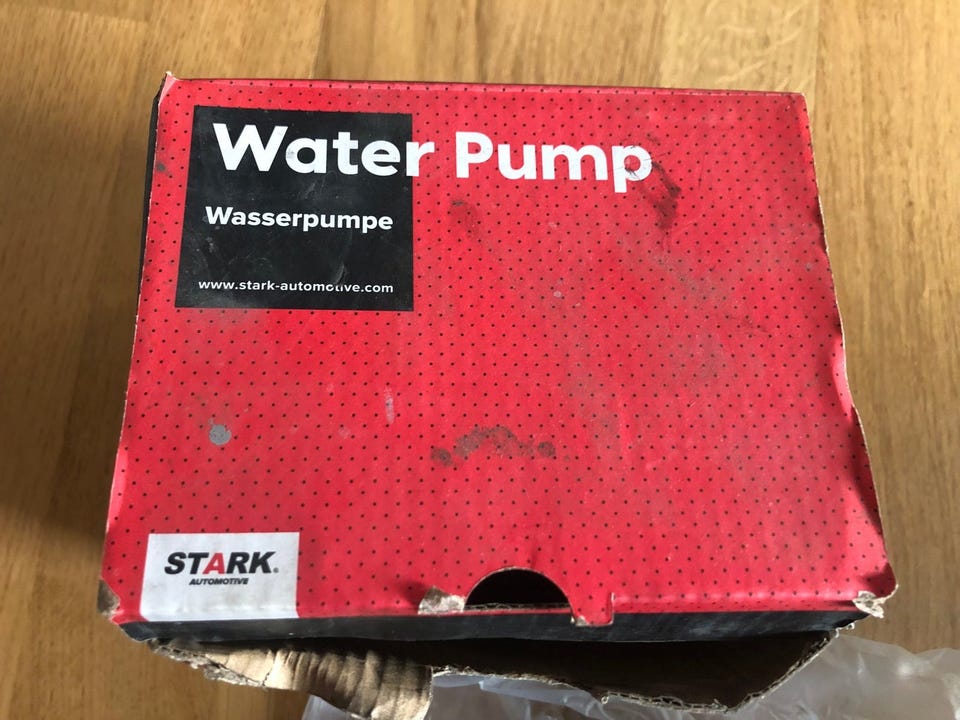 Water Pump
Wasserpumpe
www.stark-automotive.com
STARK®
AUTOMOTIVE